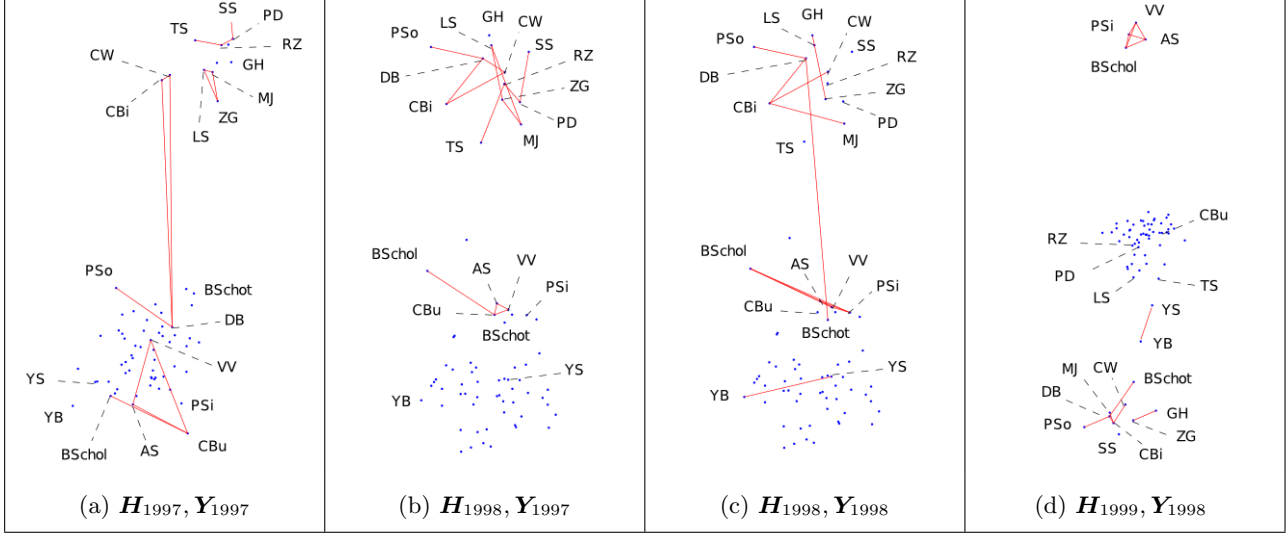 SS
PD
TS
RZ
CW
GH
CBi
MJ
LS
ZG
PSo
BSchot
DB
VV
YS
YB
PSi
BSchol
AS
CBu
(a) H1997, Y1997
GH
LS
CW
PSo
SS
RZ
DB
ZG
CBi
PD
TS
MJ
BSchol
VV
AS
PSi
CBu
BSchot
YS
YB
(b) H1998, Y1997
GH
LS
CW
PSo
SS
RZ
DB
ZG
CBi
PD
MJ
TS
BSchol
AS
VV
PSi
CBu
BSchot
YS
YB
(c) H1998, Y1998
VV
PSi
AS
BSchol
CBu
RZ
PD
LS
TS
YS
YB
CW
MJ
BSchot
DB
GH
PSo
ZG
SS
CBi
(d) H1999, Y1998